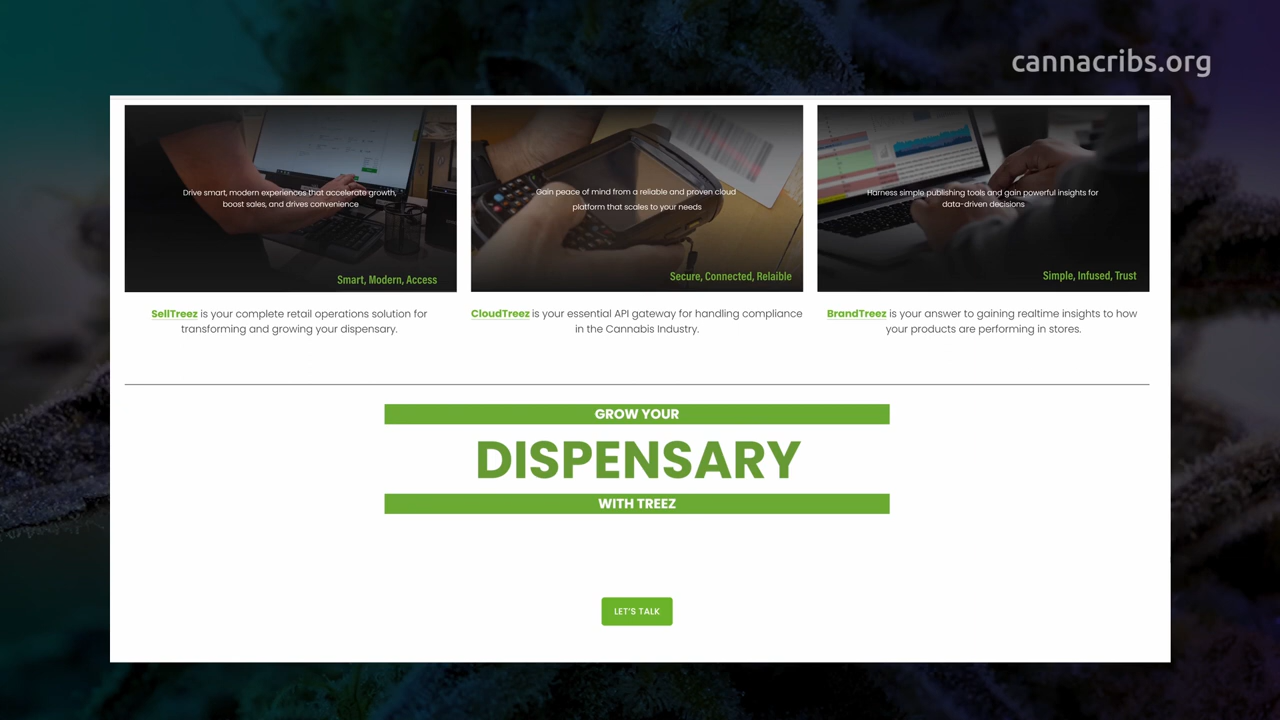 cannacribs.org
Drive smart, modern experiences that accelerate growth,
boost sales, and drives convenience
Smart, Modern, Access
Gain peace of mind from a reliable and proven cloud
platform that scales to your needs
Secure, Connected, Relaible
Harness simple publishing tools and gain powerful insights for
data-driven decisions
Simple, Infused, Trust
SellTreez is your complete retail operations solution for
transforming and growing your dispensary.
CloudTreez is your essential API gateway for handling compliance
in the Cannabis Industry.
BrandTreez is your answer to gaining realtime insights to how
your products are performing in stores.
GROW YOUR
DISPENSARY
WITH TREEZ
LET'S TALK